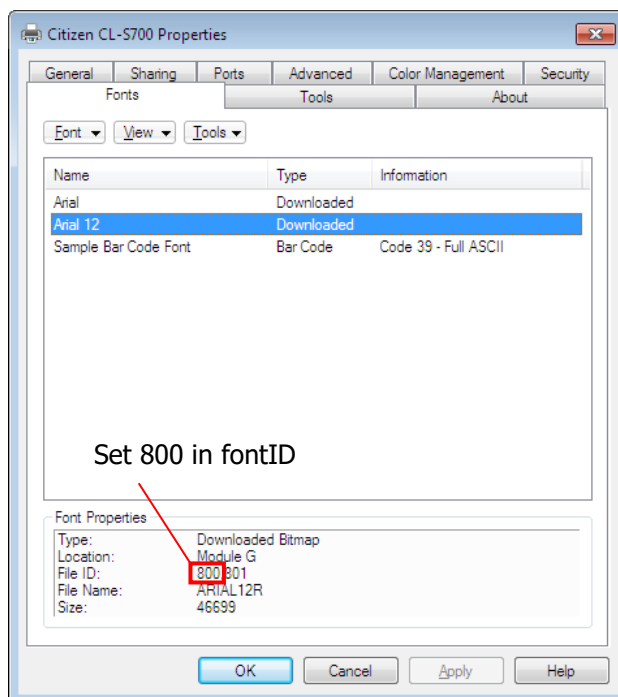 Citizen CL-S700 Properties
General Sharing Ports Advanced Color Management Security
Fonts Tools About
Font View Tools
Name Type Information
Arial Downloaded
Arial 12 Downloaded
Sample Bar Code Font Bar Code Code 39 - Full ASCII
Set 800 in fontID
Font Properties
Type: Downloaded Bitmap
Location: Module G
File ID: 800,801
File Name: ARIAL12R
Size: 46699
OK Cancel Apply Help